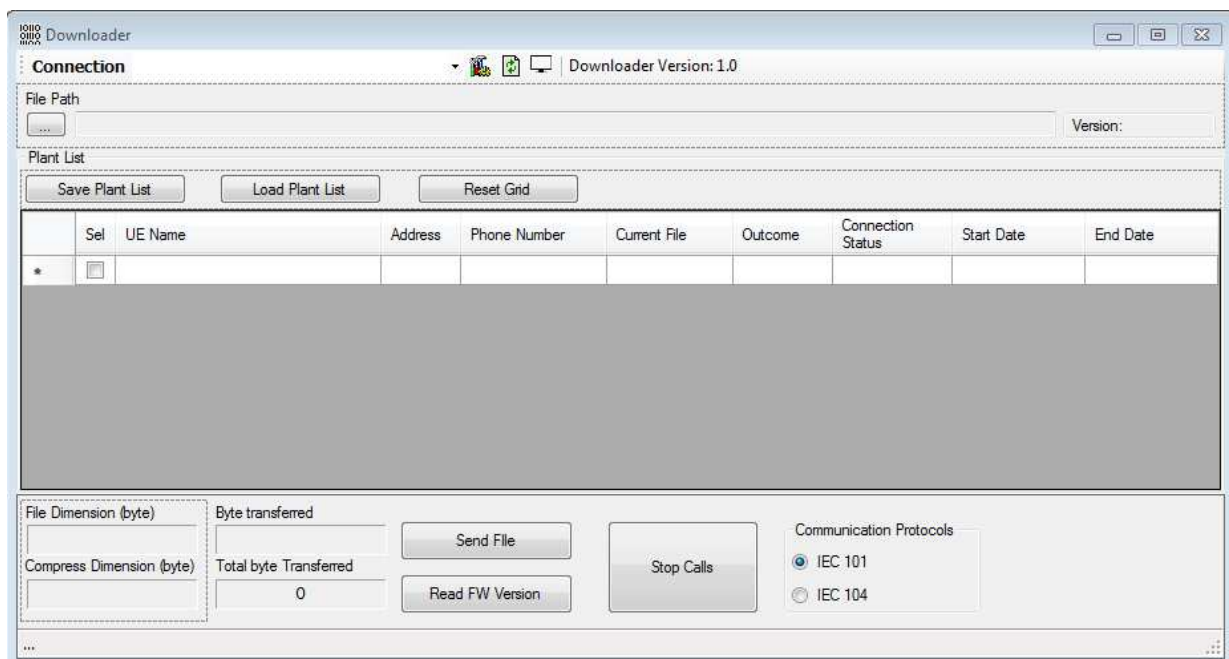 Downloader
Connection Downloader Version: 1.0
File Path
... Version:
Plant List
Save Plant List Load Plant List Reset Grid
Sel UE Name Address Phone Number Current File Outcome Connection Status Start Date End Date
*
File Dimension (byte) Byte transferred
Send FIle
Communication Protocols
Stop Calls
IEC 101
Compress Dimension (byte) Total byte Transferred
0
Read FW Version
IEC 104
...